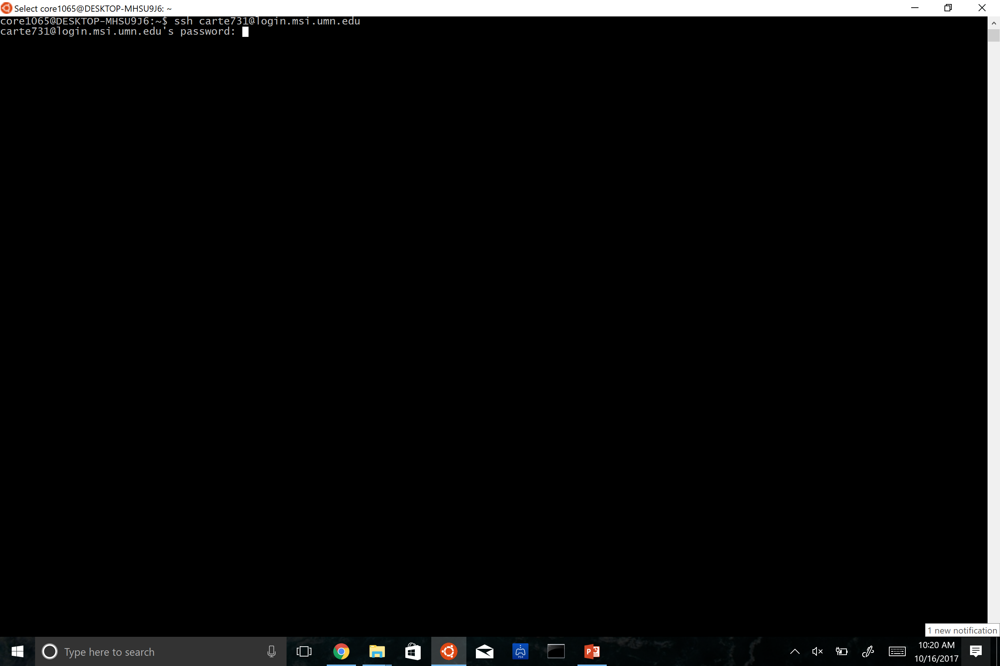 Select core1065@DESKTOP-MHSU9J6: ~
core1065@DESKTOP-MHSU9J6:~$ ssh carte731@login.msi.umn.edu
carte731@login.msi.umn.edu's password:
1 new notification
Type here to search
PS4
P
10:20 AM
10/16/2017